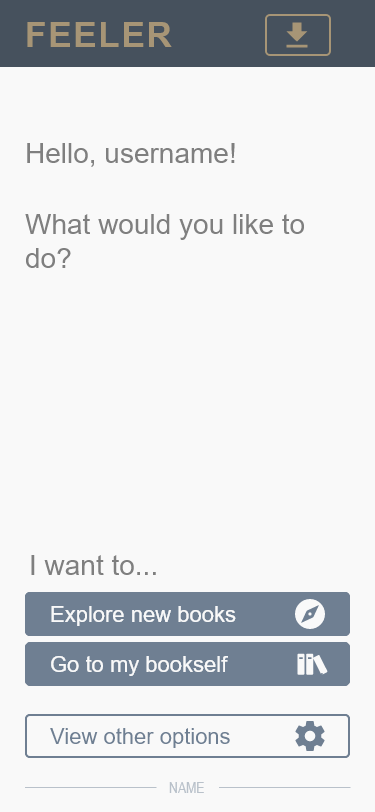 FEELER
Hello, username!
What would you like to
do?
I want to...
Explore new books
Go to my bookself
View other options
NAME